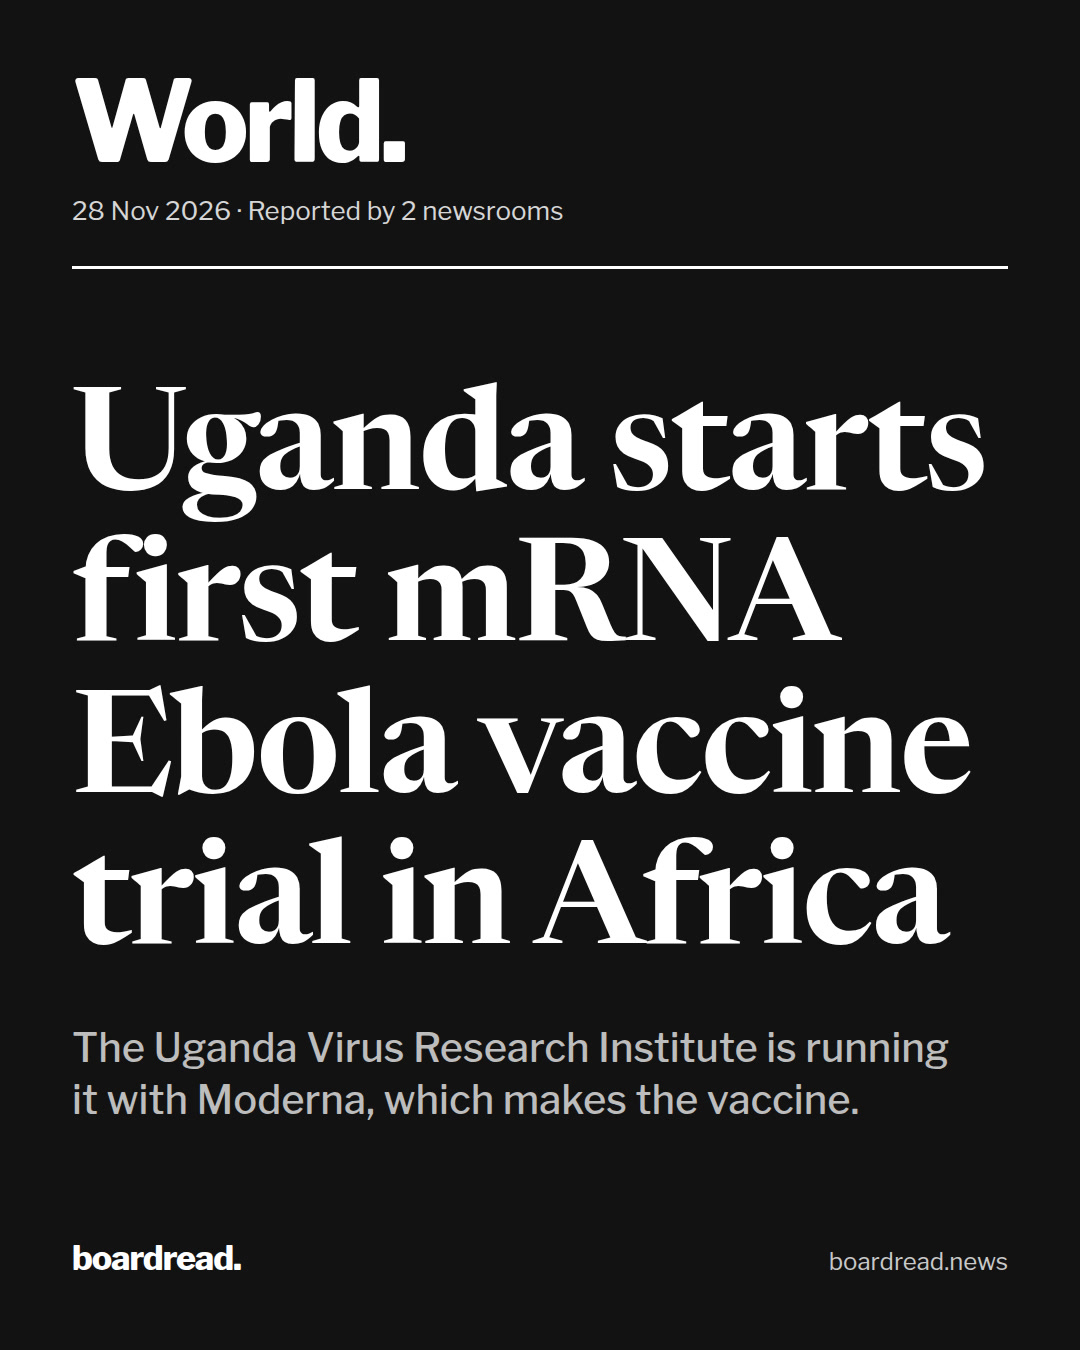 World.
28 Nov 2026 · Reported by 2 newsrooms
Uganda starts
first mRNA
Ebola vaccine
trial in Africa
The Uganda Virus Research Institute is running
it with Moderna, which makes the vaccine.
boardread.
boardread.news